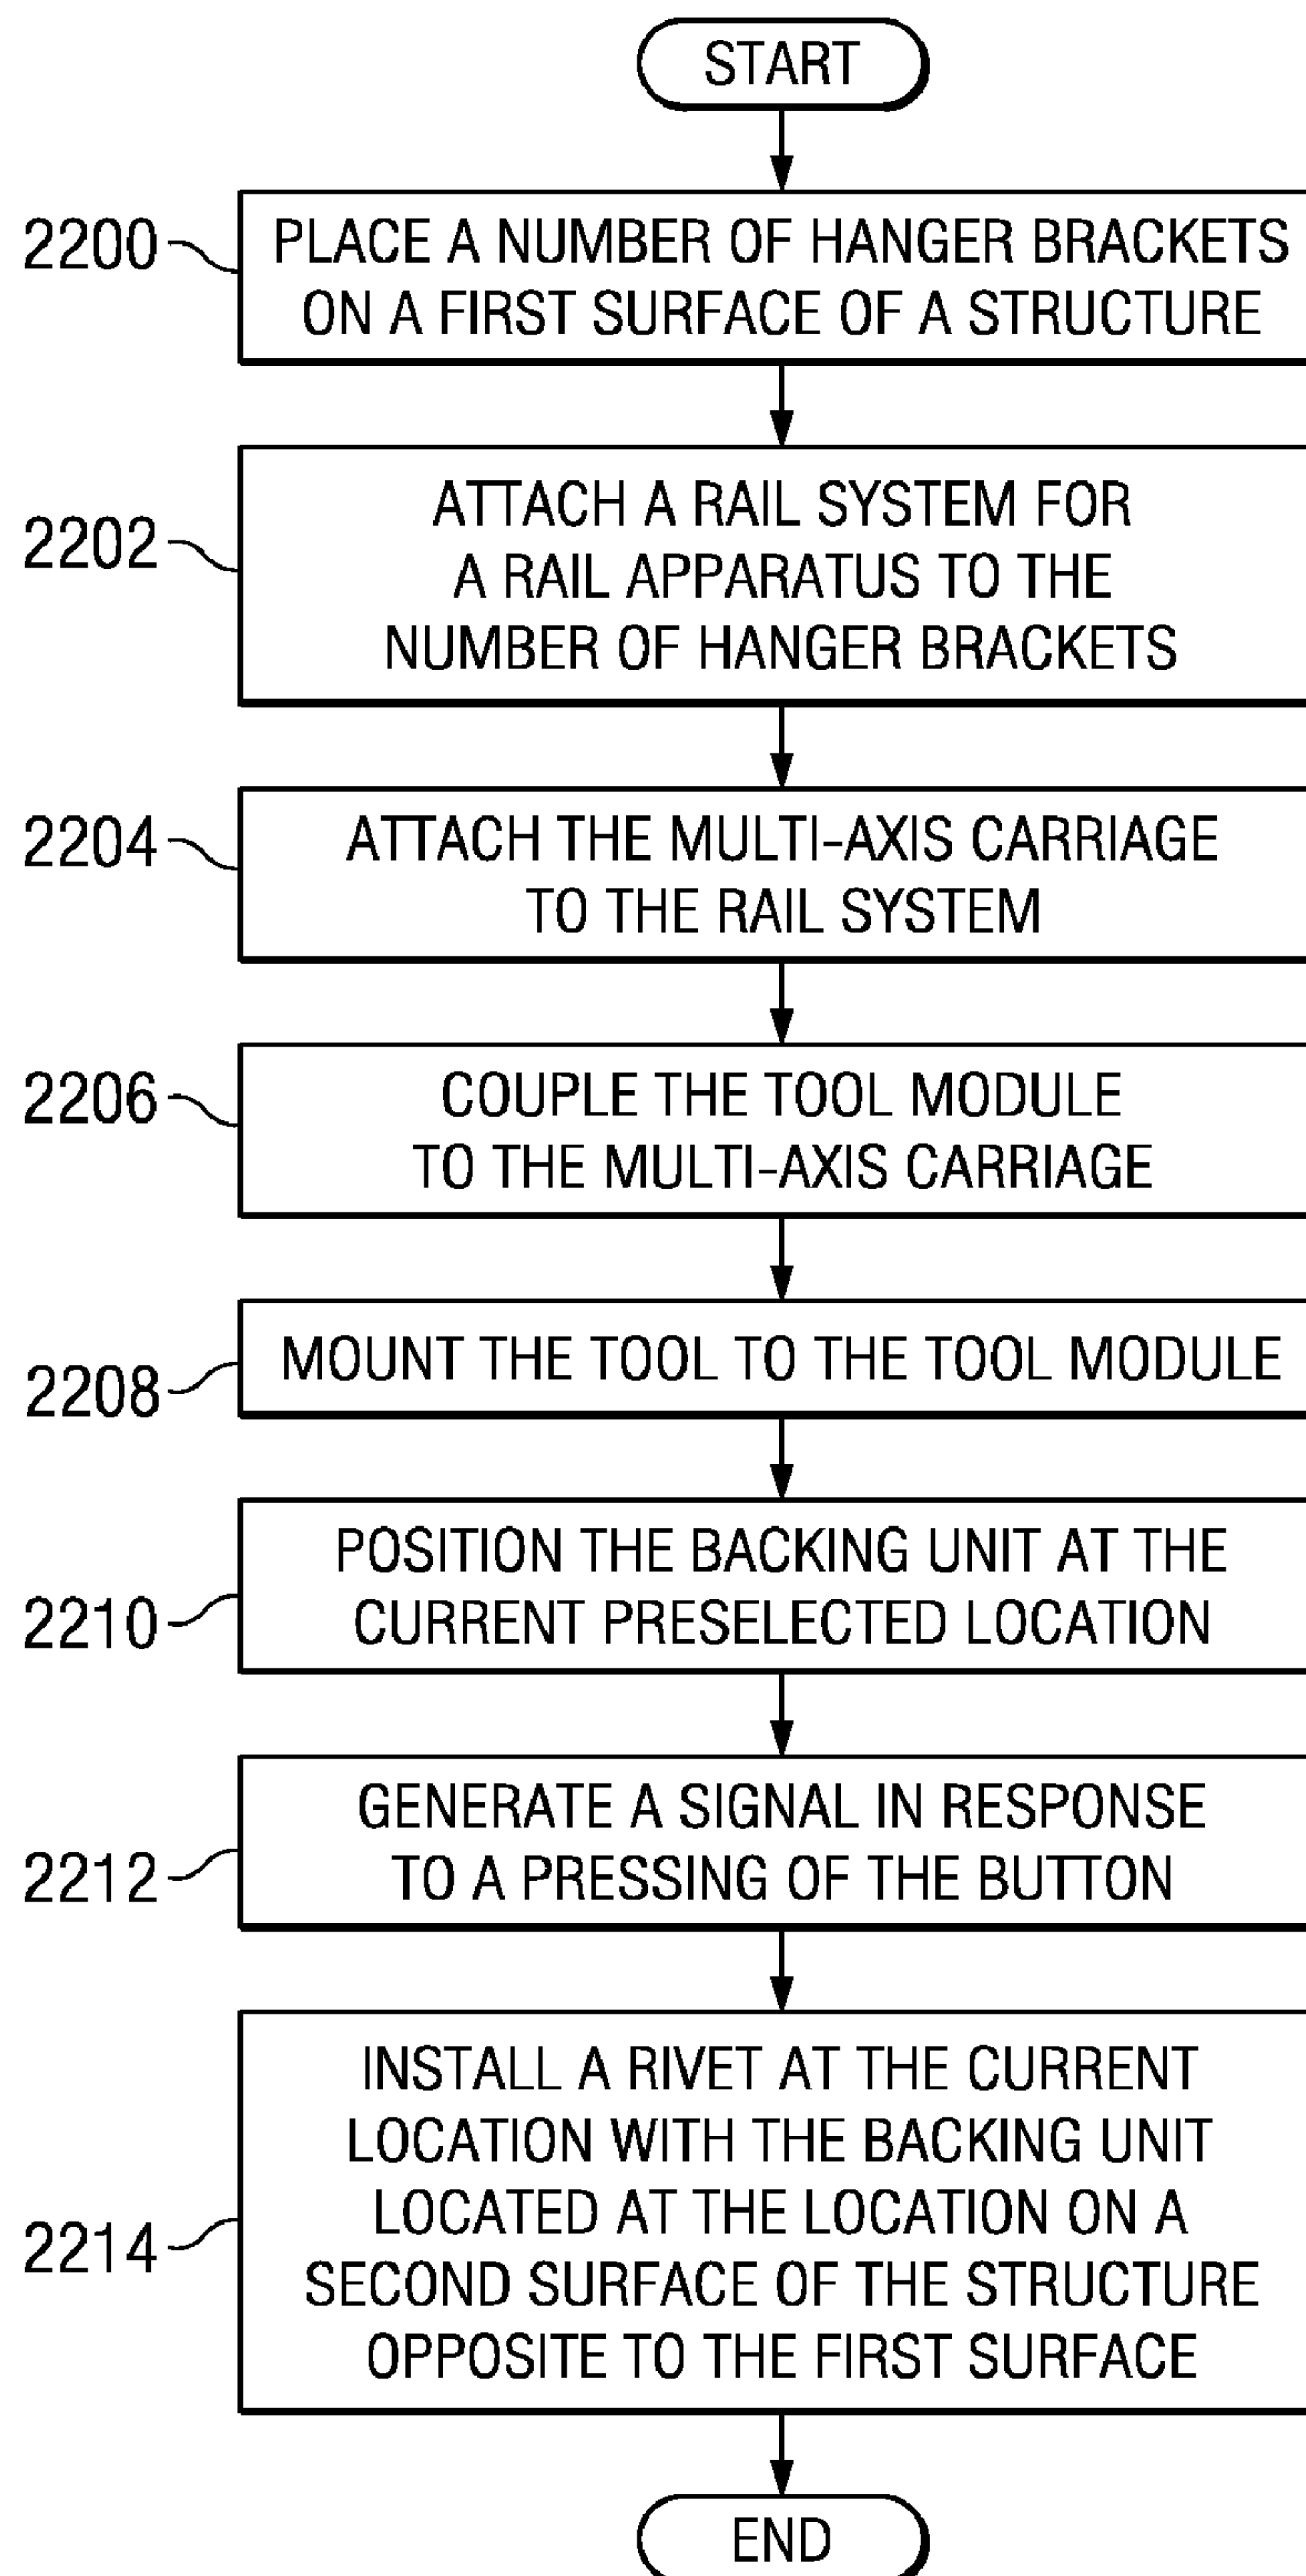 START
2200
PLACE A NUMBER OF HANGER BRACKETS
ON A FIRST SURFACE OF A STRUCTURE
2202
ATTACH A RAIL SYSTEM FOR
A RAIL APPARATUS TO THE
NUMBER OF HANGER BRACKETS
2204
ATTACH THE MULTI-AXIS CARRIAGE
TO THE RAIL SYSTEM
2206
COUPLE THE TOOL MODULE
TO THE MULTI-AXIS CARRIAGE
2208
MOUNT THE TOOL TO THE TOOL MODULE
2210
POSITION THE BACKING UNIT AT THE
CURRENT PRESELECTED LOCATION
2212
GENERATE A SIGNAL IN RESPONSE
TO A PRESSING OF THE BUTTON
2214
INSTALL A RIVET AT THE CURRENT
LOCATION WITH THE BACKING UNIT
LOCATED AT THE LOCATION ON A
SECOND SURFACE OF THE STRUCTURE
OPPOSITE TO THE FIRST SURFACE
END